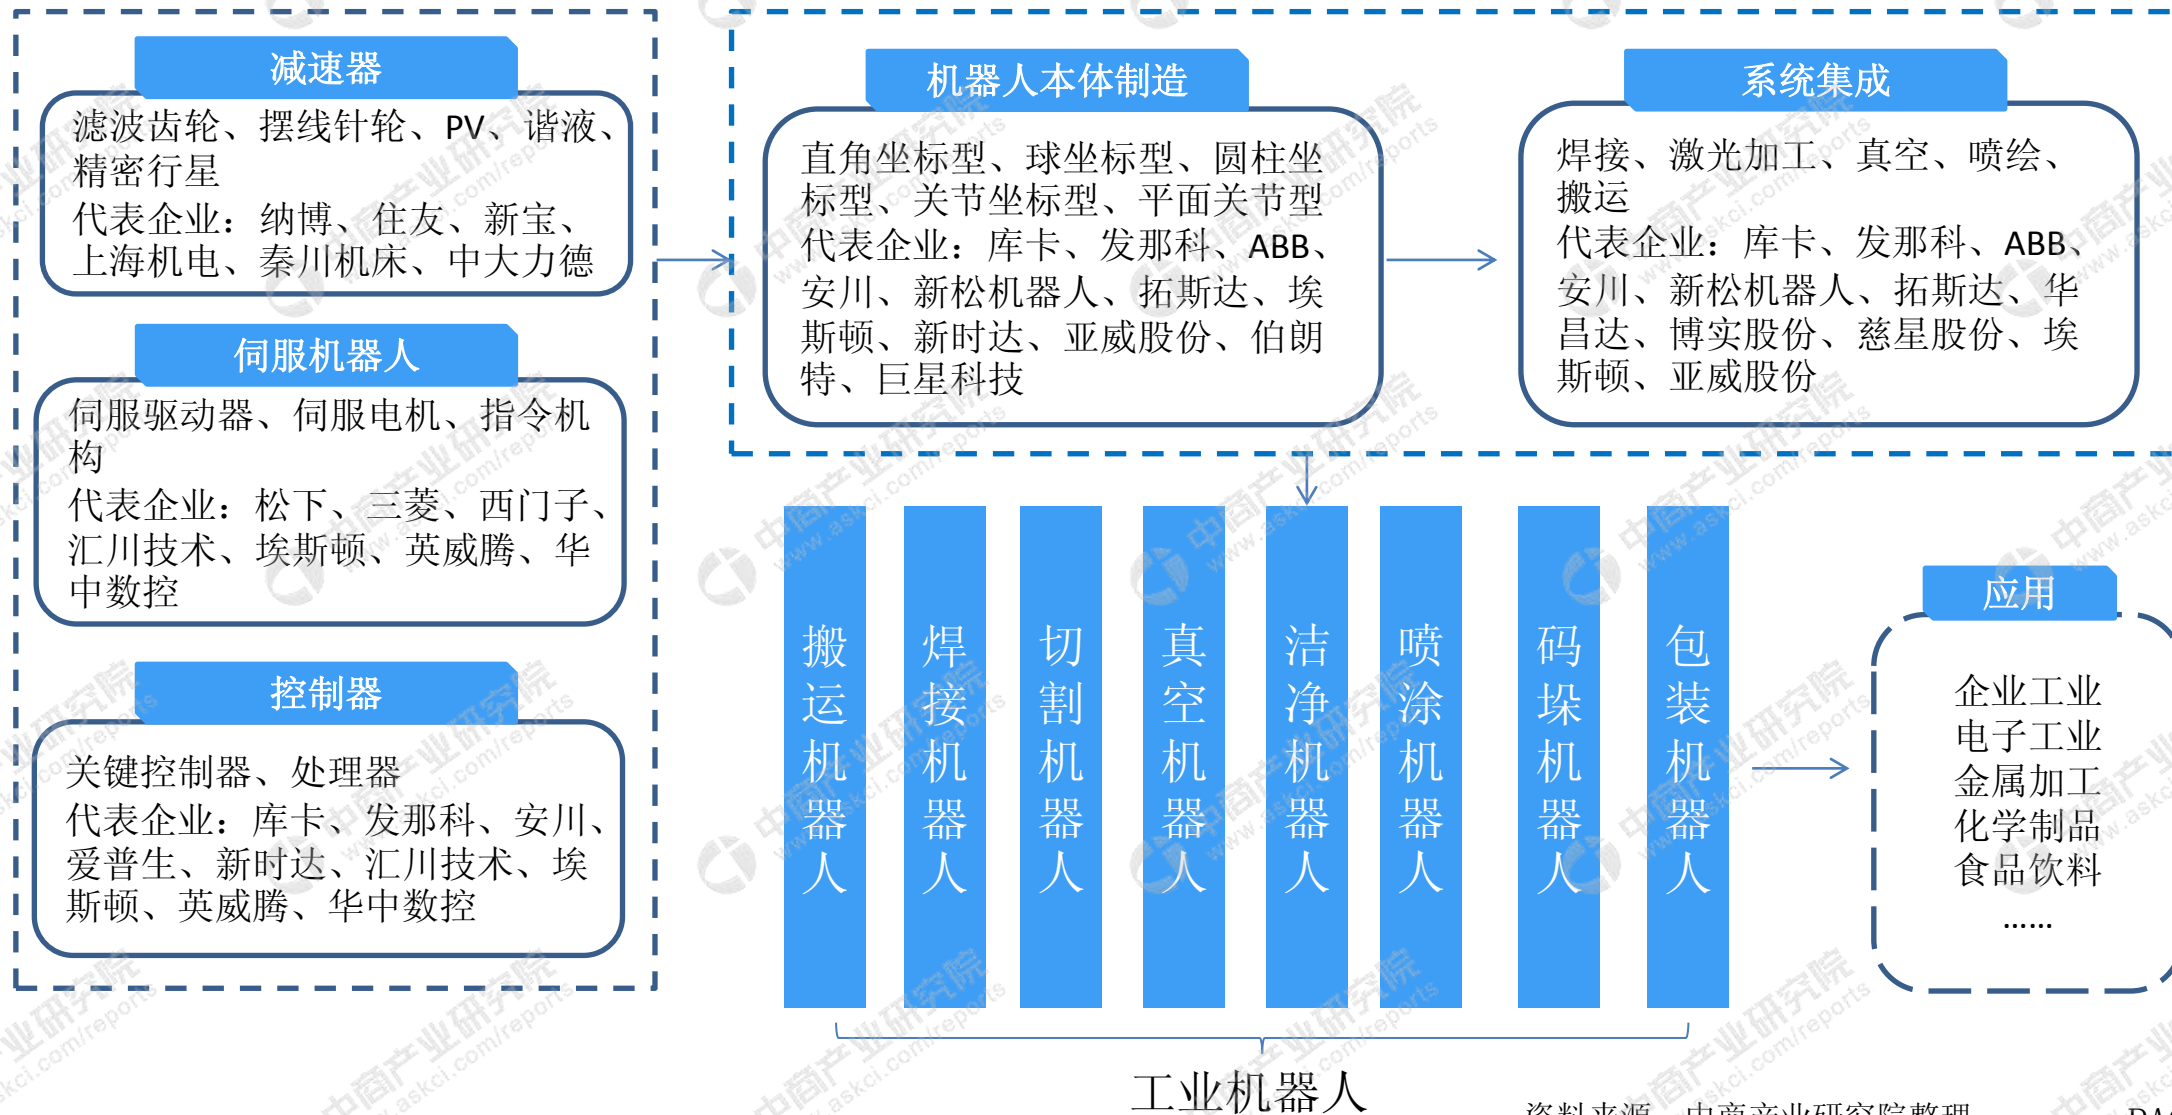 减速器
滤波齿轮、摆线针轮、PV、谐液、
精密行星
代表企业：纳博、住友、新宝、
上海机电、秦川机床、中大力德
伺服机器人
伺服驱动器、伺服电机、指令机
构
代表企业：松下、三菱、西门子、
汇川技术、埃斯顿、英威腾、华
中数控
控制器
关键控制器、处理器
代表企业：库卡、发那科、安川、
爱普生、新时达、汇川技术、埃
斯顿、英威腾、华中数控
机器人本体制造
直角坐标型、球坐标型、圆柱坐
标型、关节坐标型、平面关节型
代表企业：库卡、发那科、ABB、
安川、新松机器人、拓斯达、埃
斯顿、新时达、亚威股份、伯朗
特、巨星科技
系统集成
焊接、激光加工、真空、喷绘、
搬运
代表企业：库卡、发那科、ABB、
安川、新松机器人、拓斯达、华
昌达、博实股份、慈星股份、埃
斯顿、亚威股份
搬运机器人
焊接机器人
切割机器人
真空机器人
洁净机器人
喷涂机器人
码垛机器人
包装机器人
工业机器人
应用
企业工业
电子工业
金属加工
化学制品
食品饮料
……
中商产业研究院
www.askci.com/reports